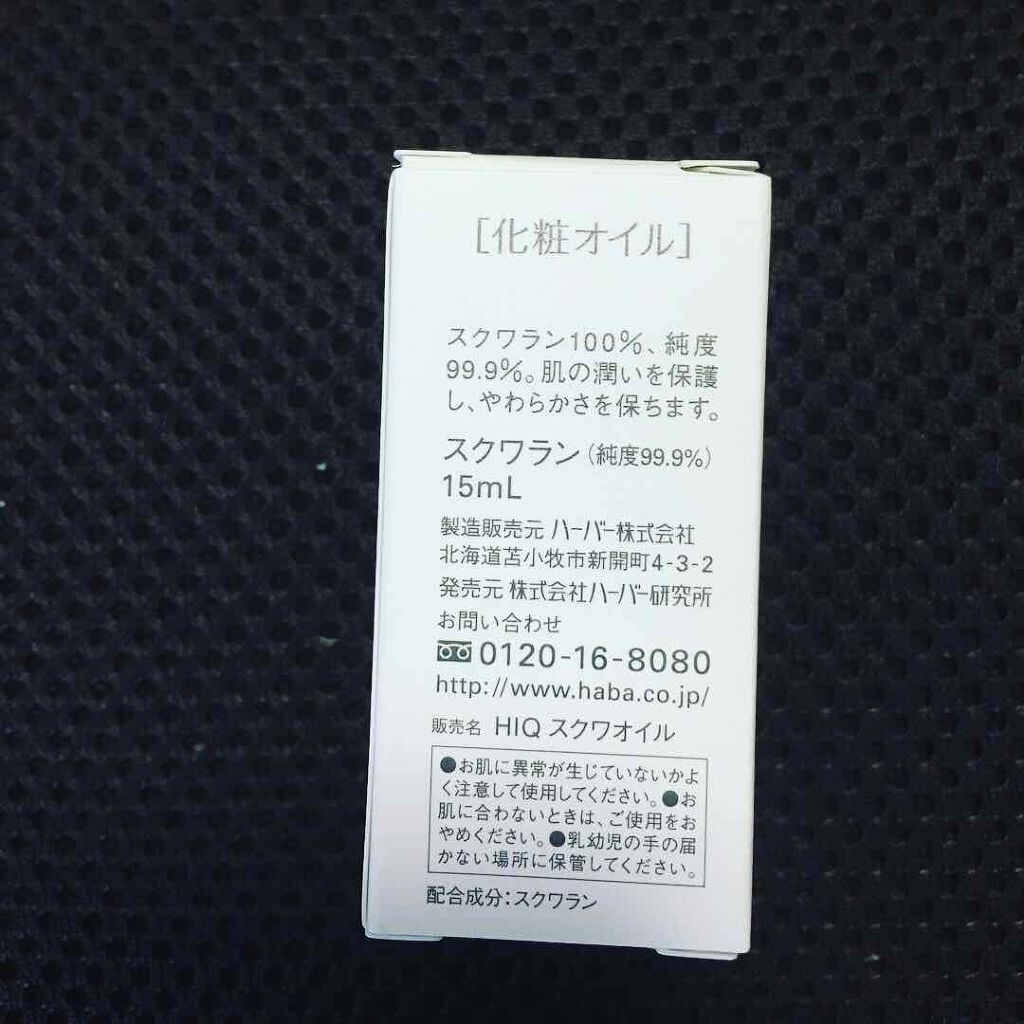 [化粧オイル]
スクワラン100%、純度
99.9%。肌の潤いを保護
し、やわらかさを保ちます。
スクワラン(純度99.9%)
15mL
製造販売元 ハーバー株式会社
北海道苫小牧市新開町4-3-2
発売元 株式会社ハーバー研究所
お問い合わせ
0120-16-8080
http://www.haba.co.jp/
販売名 HIQ スクワオイル
●お肌に異常が生じていないかよ
く注意して使用してください。●お
肌に合わないときは、ご使用をお
やめください。●乳幼児の手の届
かない場所に保管してください。
配合成分:スクワラン